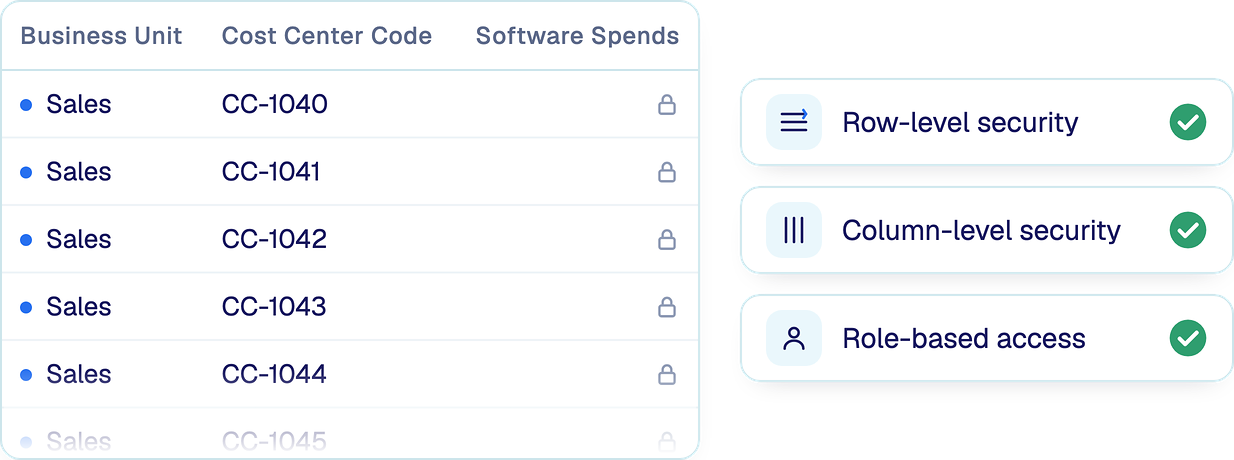 Business Unit Cost Center Code Software Spends
Sales CC-1040
Sales CC-1041
Sales CC-1042
Sales CC-1043
Sales CC-1044
Sales CC-1045
Row-level security
Column-level security
Role-based access